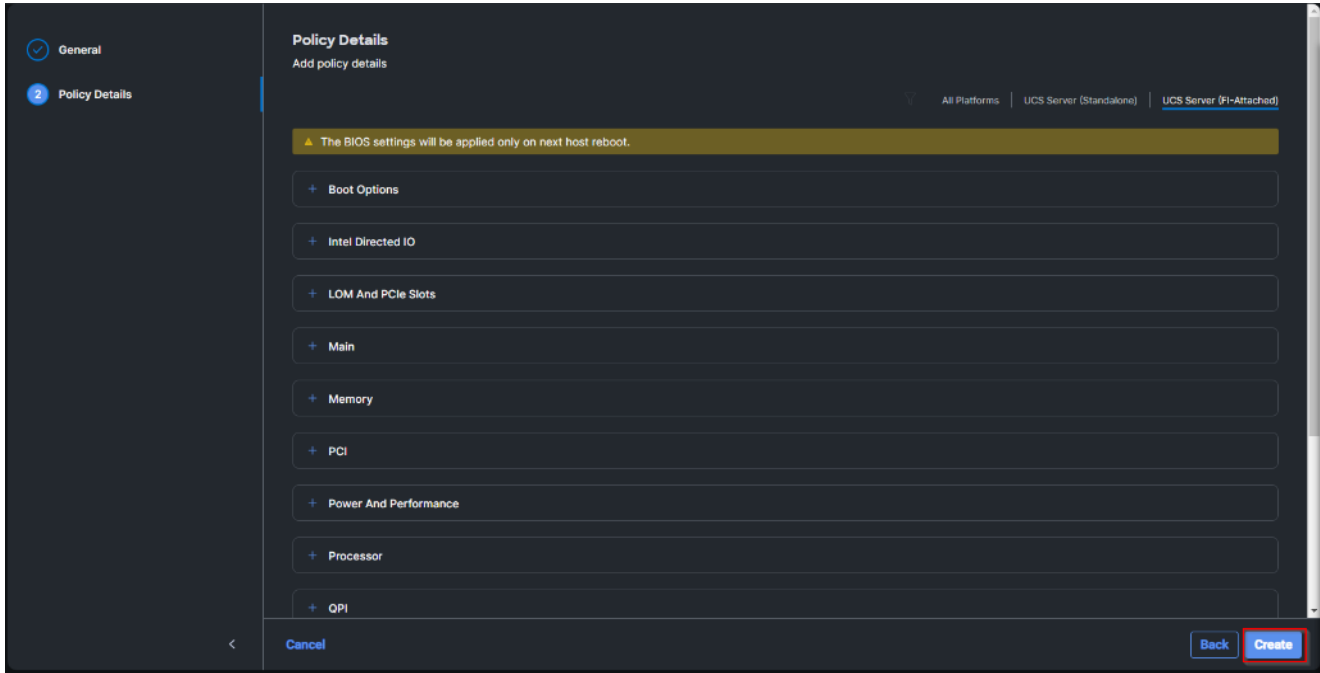 General
2 Policy Details
Policy Details
Add policy details
All Platforms | UCS Server (Standalone) | UCS Server (FI-Attached)
The BIOS settings will be applied only on next host reboot.
+ Boot Options
+ Intel Directed IO
+ LOM And PCIe Slots
+ Main
+ Memory
+ PCI
+ Power And Performance
+ Processor
+ QPI
< Cancel Back Create